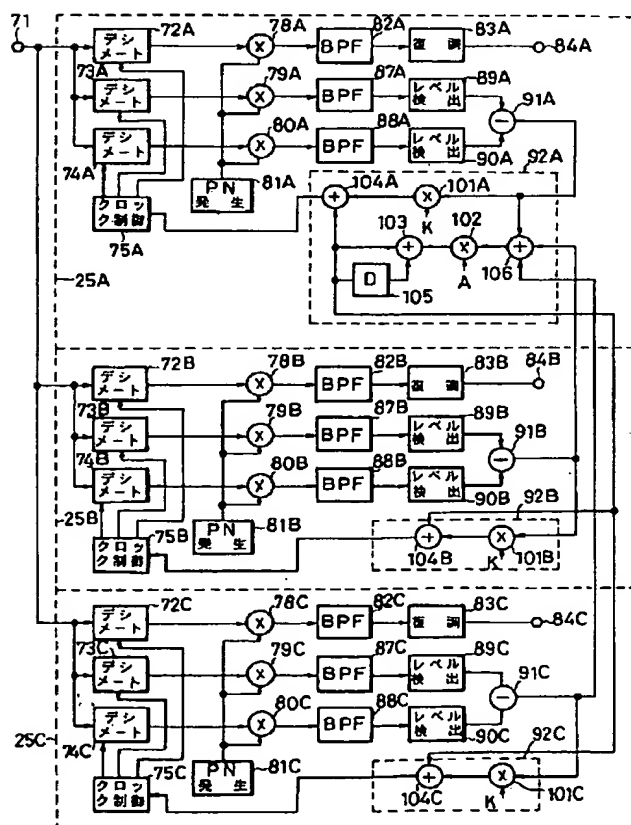 71
72A
デシ
メート
78A
×
82A
BPF
83A
復調
84A
73A
デシ
メート
79A
×
87A
BPF
89A
レベル
検出
91A
−
74A
デシ
メート
80A
×
88A
BPF
レベル
検出
90A
92A
クロッ
ク制御
75A
81A
PN
発生
104A
+
101A
×
K
103
+
102
×
A
+
106
D
105
25A
72B
デシ
メート
78B
×
82B
BPF
83B
復調
84B
73B
デシ
メート
79B
×
87B
BPF
89B
レベル
検出
91B
−
74B
デシ
メート
80B
×
88B
BPF
レベル
検出
90B
92B
25B
クロッ
ク制御
75B
PN
発生
81B
+
104B
×
101B
K
72C
デシ
メート
78C
×
82C
BPF
83C
復調
84C
73C
デシ
メート
79C
×
87C
BPF
89C
レベル
検出
91C
−
25C
74C
デシ
メート
80C
×
88C
BPF
レベル
検出
90C
92C
クロッ
ク制御
75C
PN
発生
81C
+
104C
×
101C
K